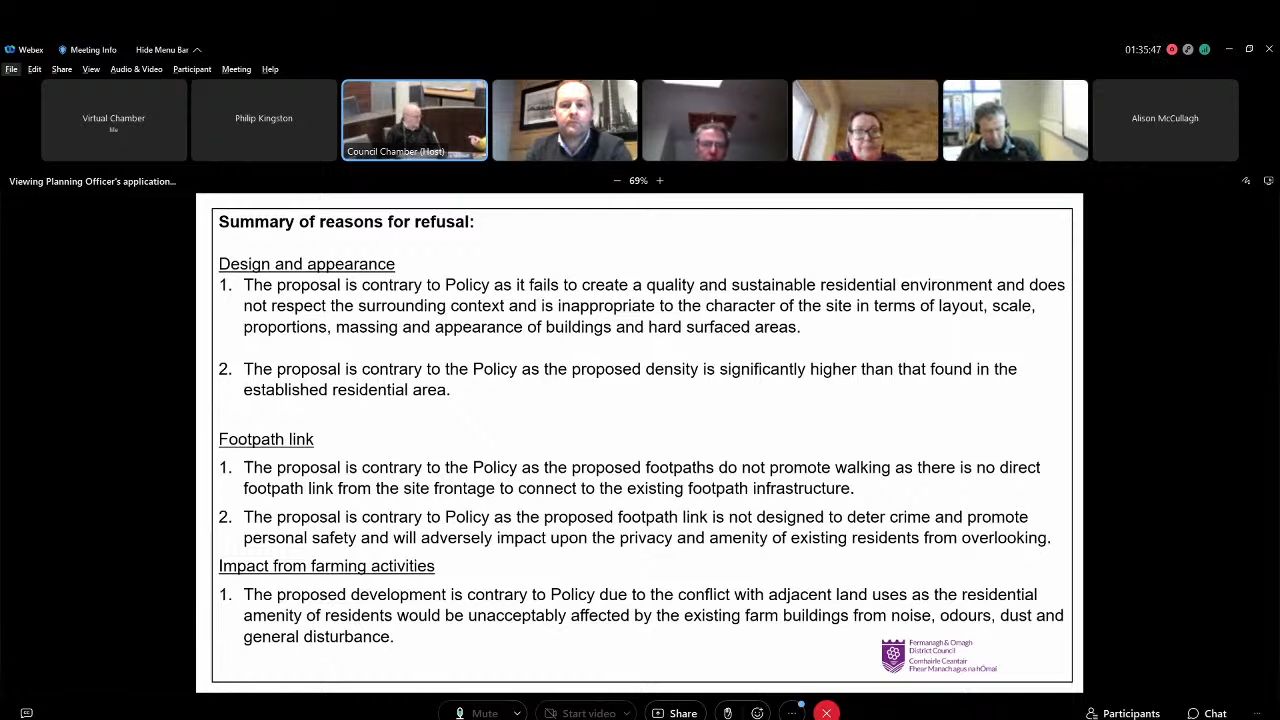 Webex
Meeting Info
Hide Menu Bar
01:35:47
File Edit Share View Audio & Video Participant Meeting Help
Virtual Chamber
Me
Philip Kingston
Council Chamber (Host)
Alison McCullagh
Viewing Planning Officer's application...
69%
Summary of reasons for refusal:
Design and appearance
1. The proposal is contrary to Policy as it fails to create a quality and sustainable residential environment and does
not respect the surrounding context and is inappropriate to the character of the site in terms of layout, scale,
proportions, massing and appearance of buildings and hard surfaced areas.
2. The proposal is contrary to the Policy as the proposed density is significantly higher than that found in the
established residential area.
Footpath link
1. The proposal is contrary to the Policy as the proposed footpaths do not promote walking as there is no direct
footpath link from the site frontage to connect to the existing footpath infrastructure.
2. The proposal is contrary to Policy as the proposed footpath link is not designed to deter crime and promote
personal safety and will adversely impact upon the privacy and amenity of existing residents from overlooking.
Impact from farming activities
1. The proposed development is contrary to Policy due to the conflict with adjacent land uses as the residential
amenity of residents would be unacceptably affected by the existing farm buildings from noise, odours, dust and
general disturbance.
Fermanagh & Omagh
District Council
Comhairle Ceantair
Fhear Manach agus na hÓmaí
Mute
Start video
Share
Participants
Chat